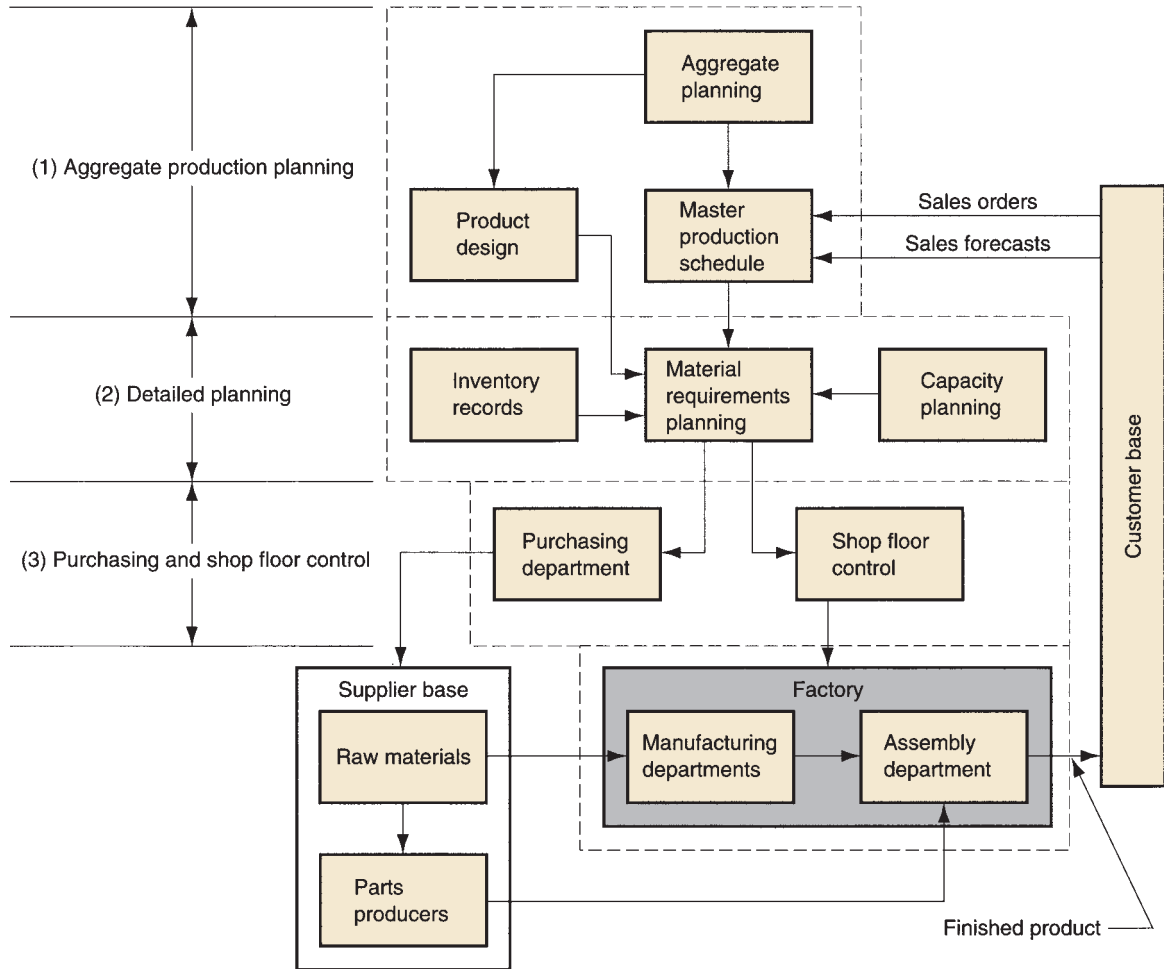 Aggregate
planning
(1) Aggregate production planning
Product
design
Master
production
schedule
Sales orders
Sales forecasts
(2) Detailed planning
Inventory
records
Material
requirements
planning
Capacity
planning
Customer base
(3) Purchasing and shop floor control
Purchasing
department
Shop floor
control
Supplier base
Factory
Raw materials
Manufacturing
departments
Assembly
department
Parts
producers
Finished product